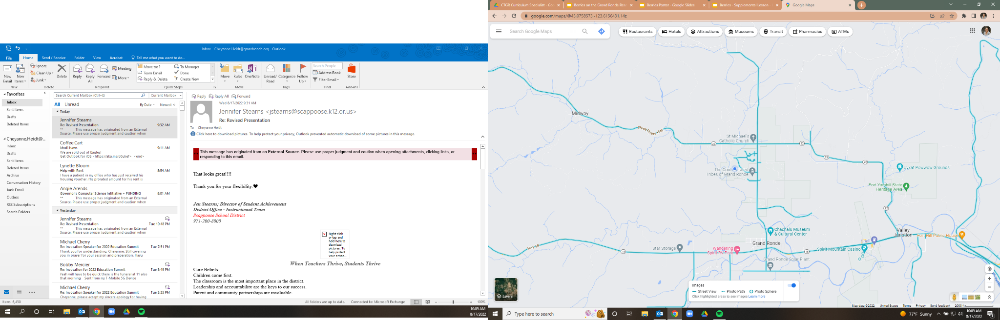 Inbox - Cheyanne.Heidt@grandronde.org - Outlook
File Home Send / Receive Folder View Acrobat Tell me what you want to do...
New Email
New Items
Ignore
Clean Up
Junk
Delete
Reply
Reply All
Forward
Meeting
More
Move to: ?
Team Email
Reply & Delete
To Manager
Done
Create New
Move
Rules
OneNote
Unread/ Read
Categorize
Follow Up
Search People
Address Book
Filter Email
Store
New Delete Respond Quick Steps Move Tags Find Add-ins
Favorites
Inbox
Sent Items
Drafts
Deleted Items
Cheyanne.Heidt@...
Inbox
Drafts
Sent Items
Deleted Items
Archive
Conversation History
Junk Email
Outbox
RSS Subscriptions
Search Folders
Search Current Mailbox (Ctrl+E) Current Mailbox
All Unread By Date Newest
Today
Jennifer Stearns
Re: Revised Presentation 9:32 AM
** This message has originated from an External
Source. Please use proper judgment and caution when
Coffee.Cart
khofi haws 9:11 AM
We are sold out of Bagles!
Get Outlook for iOS <https://aka.ms/o0ukef> <end>
Lynette Bloom
Help with Rent 8:54 AM
I have a patient in my office who has just received his
housing voucher. His prorated amount for his rent is
Angie Arends
Governor's Computer Science Intitiative + FUNDING 8:01 AM
** This message has originated from an External
Source. Please use proper judgment and caution when
Yesterday
Jennifer Stearns
Re: Revised Presentation Tue 10:48 PM
** This message has originated from an External
Source. Please use proper judgment and caution when
Michael Cherry
Re: Invocation Speaker for 2022 Education Summit Tue 7:51 PM
Thank you for understanding, Cheyanne. Still covering
you in prayer for your session and preparation. Hayu
Bobby Mercier
Re: Invocation for 2022 Education Summit Tue 3:49 PM
Yeah will have to be quick there is the funeral at 11 also
that morning Sent from my T-Mobile 5G Device
Michael Cherry
Re: Invocation Speaker for 2022 Education Summit Tue 3:35 PM
Cheyanne, please accept my sincere apology for having
Reply Reply All Forward
Wed 8/17/2022 9:31 AM
Jennifer Stearns <jstearns@scappoose.k12.or.us>
Re: Revised Presentation
To Cheyanne Heidt
Click here to download pictures. To help protect your privacy, Outlook prevented automatic download of some pictures in this message.
This message has originated from an External Source. Please use proper judgment and caution when opening attachments, clicking links, or
responding to this email.
That looks great!!!!
Thank you for your flexibility.
Jen Stearns; Director of Student Achievement
District Office - Instructional Team
Scappoose School District
971-200-8000
Right-click
or tap and
hold here to
download
pictures. To
help protect
your privac...
When Teachers Thrive, Students Thrive
Core Beliefs:
Children come first.
The classroom is the most important place in the district.
Leadership and accountability are the keys to our success.
Parent and community partnerships are invaluable.
Items: 6,430 All folders are up to date. Connected to: Microsoft Exchange 100%
10:09 AM
8/17/2022
CTGR Curriculum Specialist - Go
Berries on the Grand Ronde Res
Berries Poster - Google Slides
Berries - Supplemental Lesson -
Google Maps
google.com/maps/@45.0758573,-123.6156431,14z
Search Google Maps
Restaurants Hotels Attractions Museums Transit Pharmacies ATMs
Midway
Three Rivers Hwy
St Michael's
Catholic Church
22
22
22
22
22
The Confederated
Tribes of Grand Ronde
Uyxat Powwow Grounds
Fort Yamhill State
Heritage Area
Chachalu Museum
& Cultural Center
Valley
Junction
Fort Hill Public House
Shell
Grand Ronde
Hwy 18
Star Storage
Wandering
Spirit RV Park
Spirit Mountain Casino
18
18
Grand Ronde Solar Plant
Layers
Images
Street View Photo Path Photo Sphere
Click highlighted areas to see images Learn more
Map data ©2022 United States Terms Privacy Send feedback 2000 ft
Type here to search
77°F Sunny
10:09 AM
8/17/2022